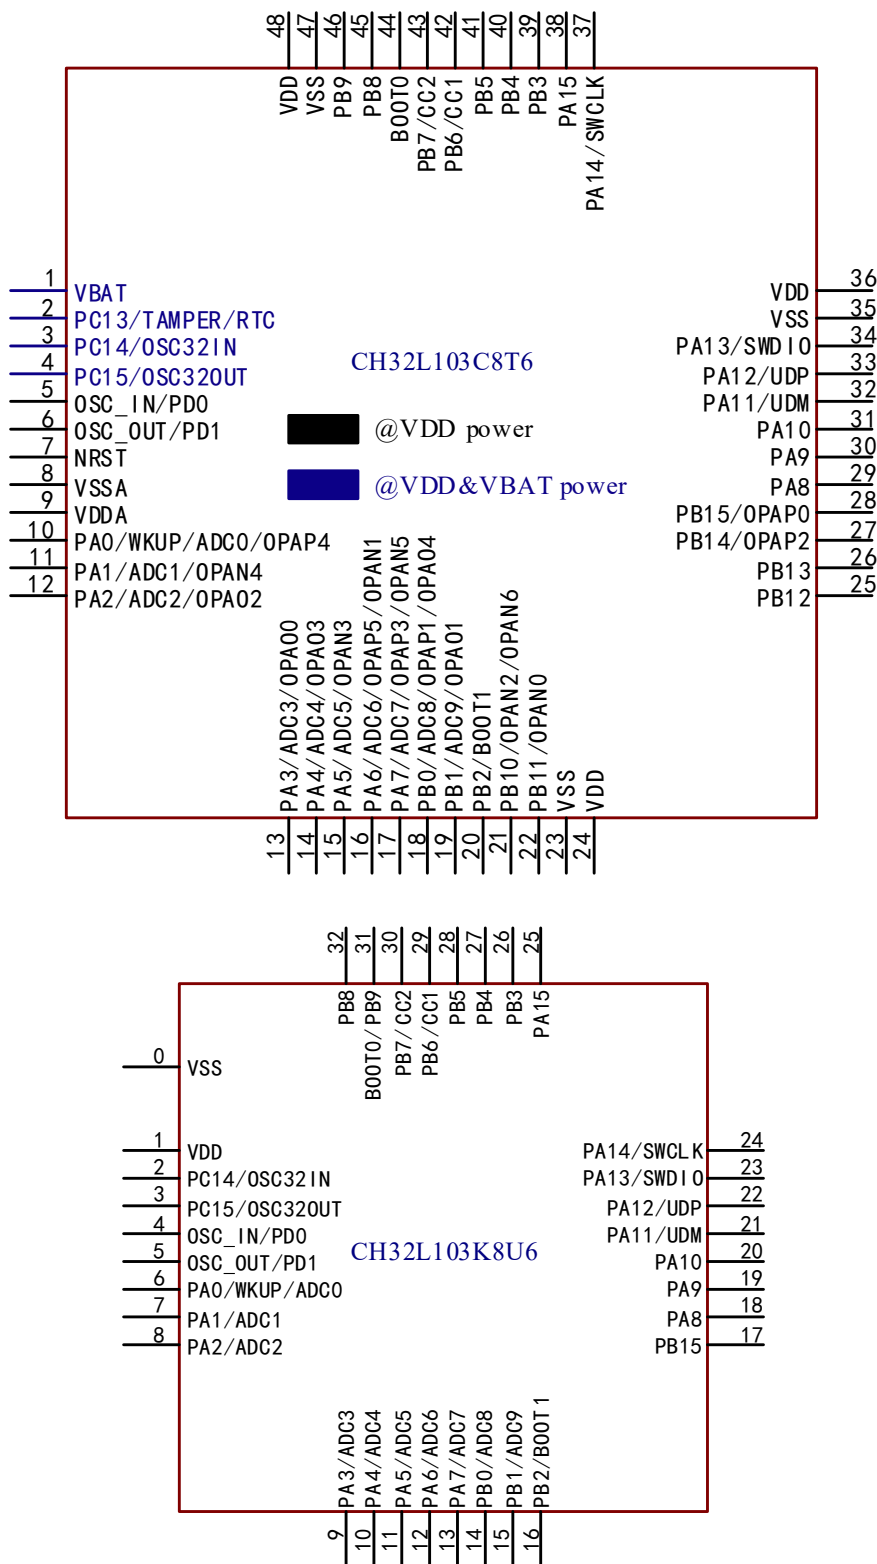 48
47
46
45
44
43
42
41
40
39
38
37
VDD
VSS
PB9
PB8
BOOT0
PB7/CC2
PB6/CC1
PB5
PB4
PB3
PA15
PA14/SWCLK
1 VBAT
2 PC13/TAMPER/RTC
3 PC14/OSC32IN
4 PC15/OSC32OUT
5 OSC_IN/PD0
6 OSC_OUT/PD1
7 NRST
8 VSSA
9 VDDA
10 PA0/WKUP/ADC0/OPAP4
11 PA1/ADC1/OPAN4
12 PA2/ADC2/OPAO2
CH32L103C8T6
@VDD power
@VDD&VBAT power
VDD 36
VSS 35
PA13/SWDIO 34
PA12/UDP 33
PA11/UDM 32
PA10 31
PA9 30
PA8 29
PB15/OPAP0 28
PB14/OPAP2 27
PB13 26
PB12 25
PA3/ADC3/OPAO0
PA4/ADC4/OPAO3
PA5/ADC5/OPAN3
PA6/ADC6/OPAP5/OPAN1
PA7/ADC7/OPAP3/OPAN5
PB0/ADC8/OPAP1/OPAO4
PB1/ADC9/OPAO1
PB2/BOOT1
PB10/OPAN2/OPAN6
PB11/OPAN0
VSS
VDD
13
14
15
16
17
18
19
20
21
22
23
24
32
31
30
29
28
27
26
25
PB8
BOOT0/PB9
PB7/CC2
PB6/CC1
PB5
PB4
PB3
PA15
0 VSS
1 VDD
2 PC14/OSC32IN
3 PC15/OSC32OUT
4 OSC_IN/PD0
5 OSC_OUT/PD1
6 PA0/WKUP/ADC0
7 PA1/ADC1
8 PA2/ADC2
CH32L103K8U6
PA14/SWCLK 24
PA13/SWDIO 23
PA12/UDP 22
PA11/UDM 21
PA10 20
PA9 19
PA8 18
PB15 17
PA3/ADC3
PA4/ADC4
PA5/ADC5
PA6/ADC6
PA7/ADC7
PB0/ADC8
PB1/ADC9
PB2/BOOT1
9
10
11
12
13
14
15
16